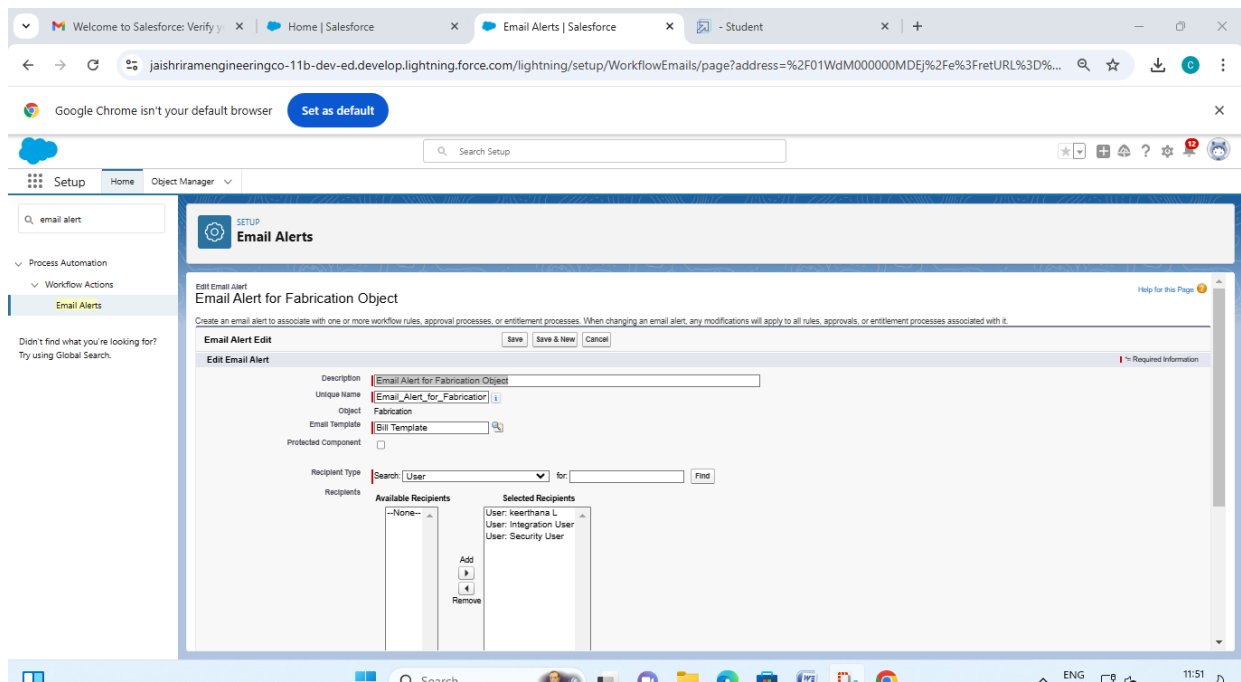 Welcome to Salesforce: Verify y
Home | Salesforce
Email Alerts | Salesforce
- Student
jaishriramengineeringco-11b-dev-ed.develop.lightning.force.com/lightning/setup/WorkflowEmails/page?address=%2F01WdM000000MDEj%2Fe%3FretURL%3D%...
C
Google Chrome isn't your default browser
Set as default
Search Setup
12
Setup
Home
Object Manager
email alert
SETUP
Email Alerts
Process Automation
Workflow Actions
Email Alerts
Didn't find what you're looking for?
Try using Global Search.
Edit Email Alert
Email Alert for Fabrication Object
Help for this Page
Create an email alert to associate with one or more workflow rules, approval processes, or entitlement processes. When changing an email alert, any modifications will apply to all rules, approvals, or entitlement processes associated with it.
Email Alert Edit
Save
Save & New
Cancel
Edit Email Alert
= Required Information
Description
Email Alert for Fabrication Object
Unique Name
Email_Alert_for_Fabrication
i
Object
Fabrication
Email Template
Bill Template
Protected Component
Recipient Type
Search: User
for:
Find
Recipients
Available Recipients
Selected Recipients
--None--
User: keerthana L
User: Integration User
User: Security User
Add
Remove
Search
ENG
11:51